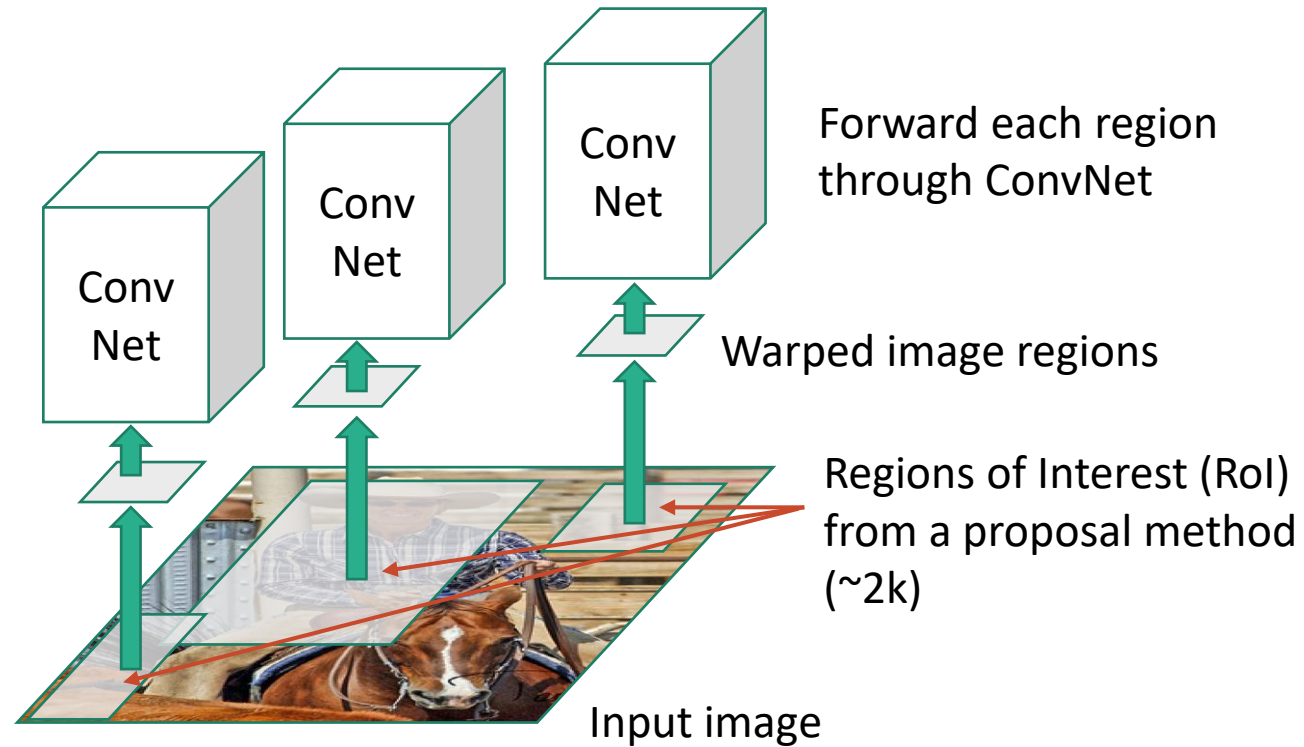 Conv
Net
Conv
Net
Conv
Net
Forward each region
through ConvNet
Warped image regions
Regions of Interest (RoI)
from a proposal method
(~2k)
Input image